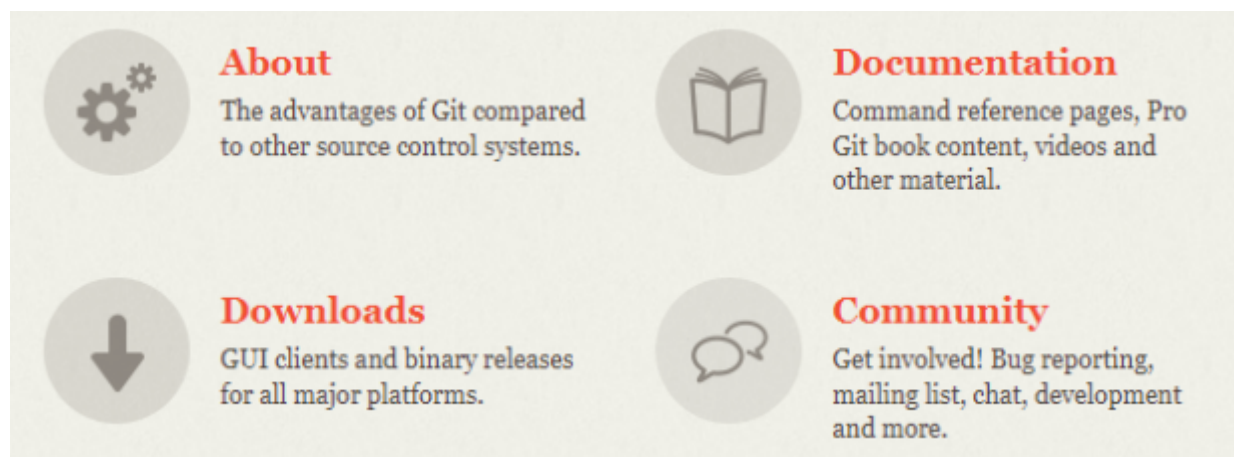 About
The advantages of Git compared
to other source control systems.
Documentation
Command reference pages, Pro
Git book content, videos and
other material.
Downloads
GUI clients and binary releases
for all major platforms.
Community
Get involved! Bug reporting,
mailing list, chat, development
and more.